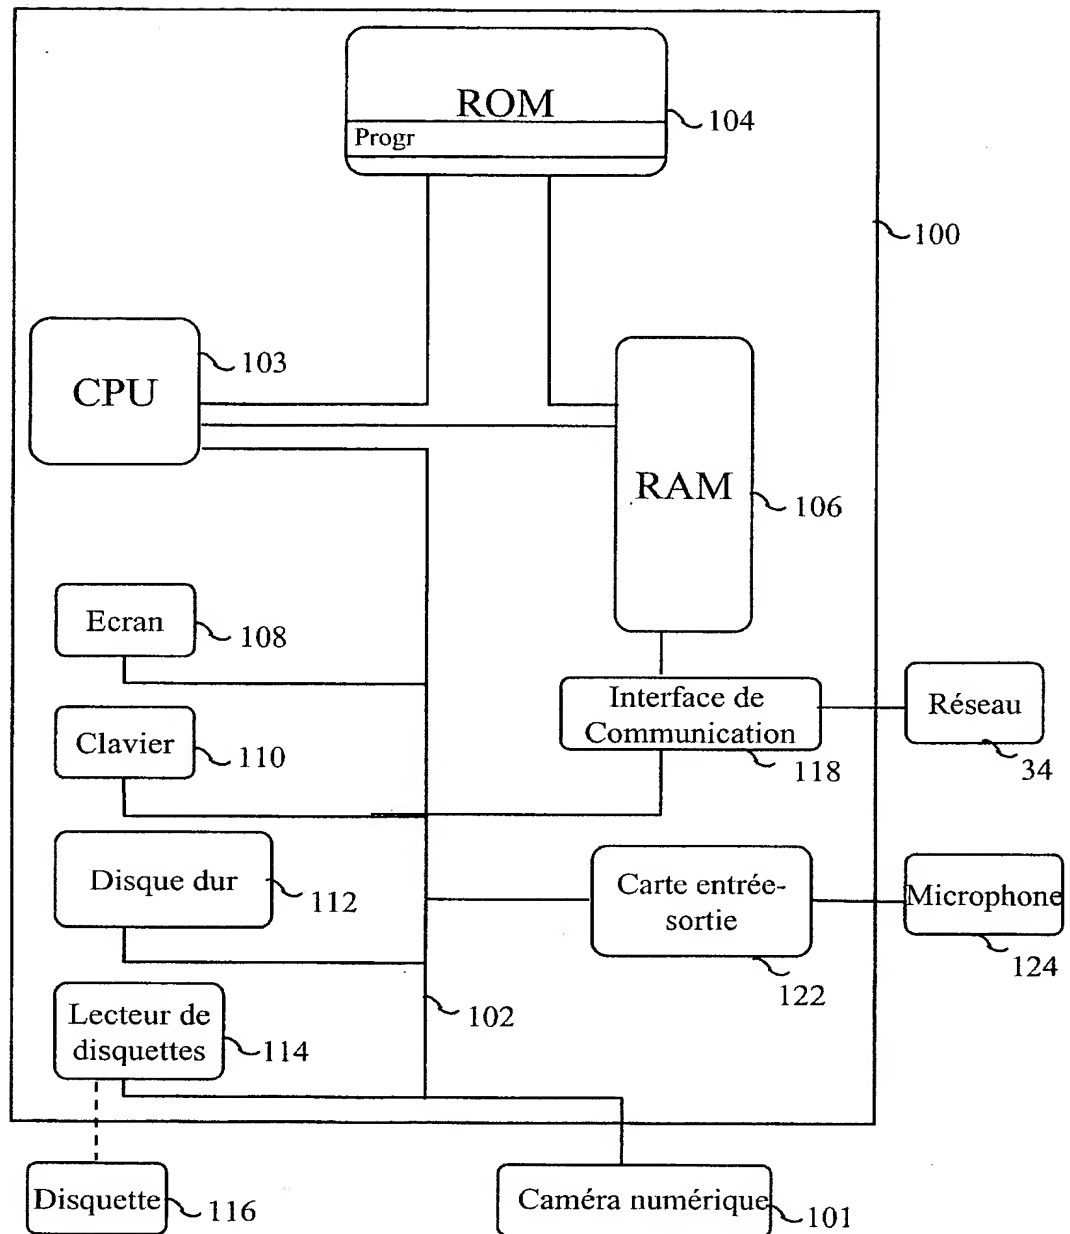 ROM
Progr
104
100
CPU
103
RAM
106
Ecran
108
Interface de
Communication
118
Réseau
34
Clavier
110
Disque dur
112
Carte entrée-
sortie
122
Microphone
124
Lecteur de
disquettes
114
102
Disquette
116
Caméra numérique
101